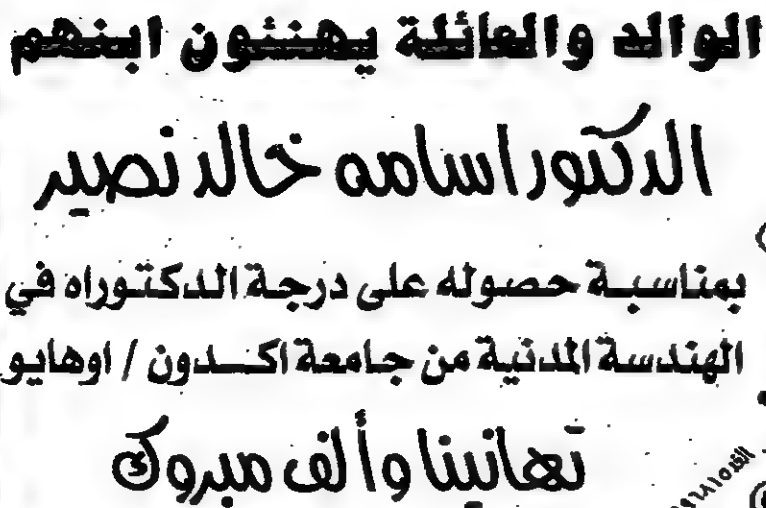 الوالد والعائلة يهنئون ابنهم
الدكتور اسامه خالد نصير
بمناسبة حصوله على درجة الدكتوراه في
الهندسة المدنية من جامعة اكدون / اوهايو
تهانينا وألف مبروك